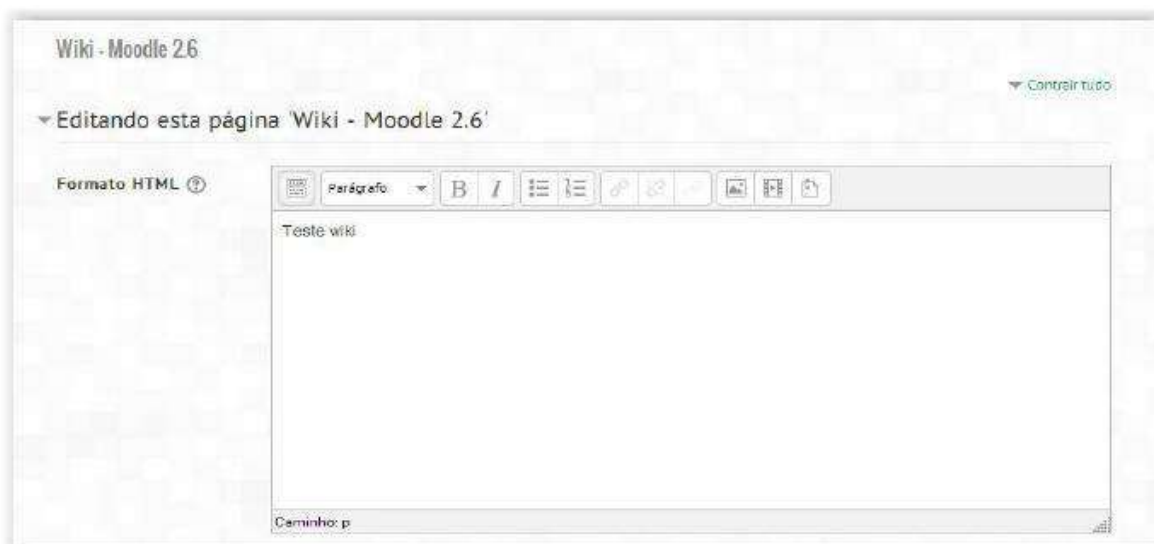 Wiki - Moodle 2.6
Contrair tudo
Editando esta página 'Wiki - Moodle 2.6'
Formato HTML
Parágrafo
B I
Teste wiki
Caminho: p